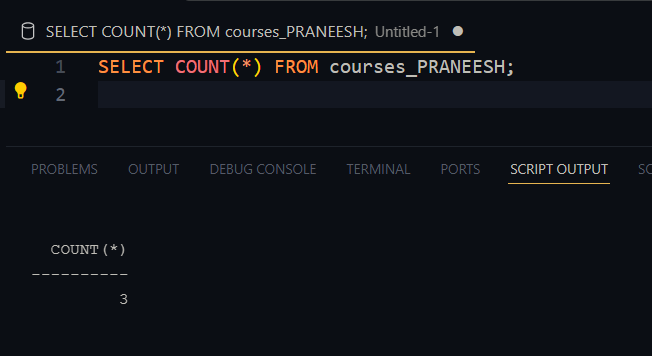 SELECT COUNT(*) FROM courses_PRANEESH; Untitled-1
1 SELECT COUNT(*) FROM courses_PRANEESH;
2
PROBLEMS OUTPUT DEBUG CONSOLE TERMINAL PORTS SCRIPT OUTPUT
COUNT(*)
----------
3